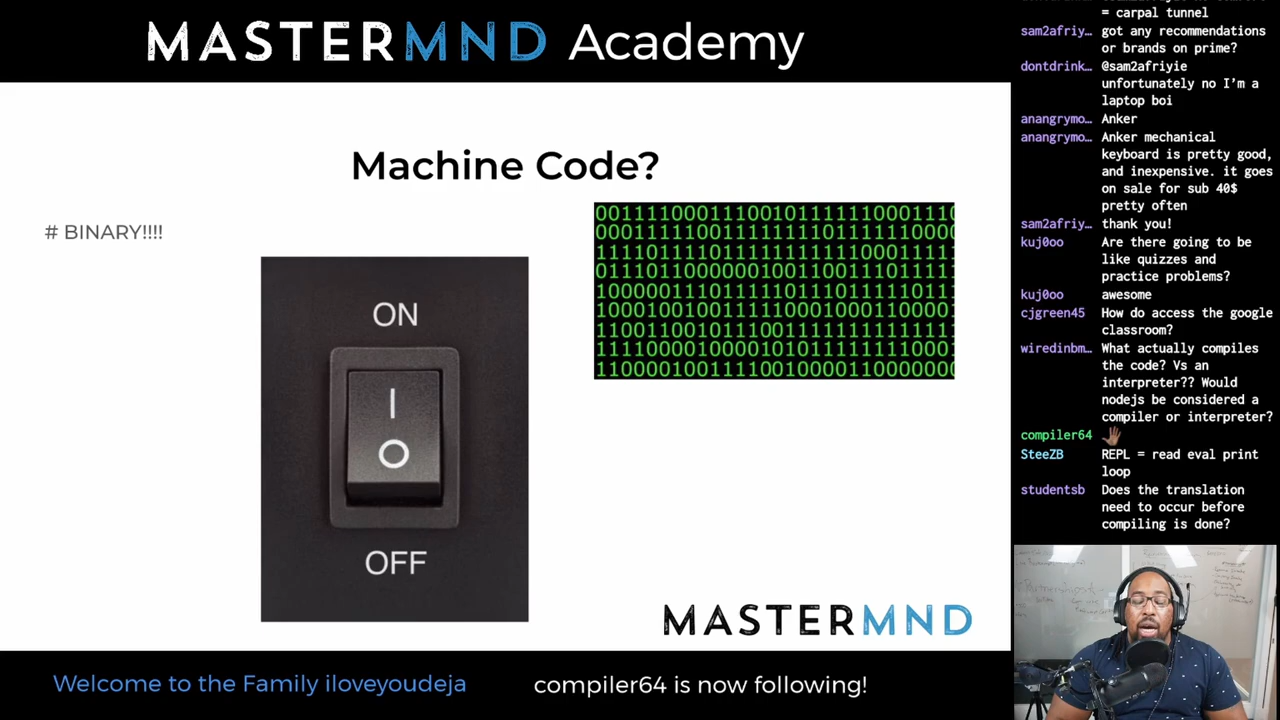 MASTERMND Academy
Machine Code?
# BINARY!!!!
ON
OFF
00111100011100101111110001110
000111110011111111011011111000
= carpal tunnel
sam2afriy… got any recommendations
or brands on prime?
dontdrink… @sam2afriyie
unfortunately no I'm a
laptop boi
anangrymo… Anker
anangrymo… Anker mechanical
keyboard is pretty good,
and inexpensive. it goes
on sale for sub 40$
pretty often
sam2afriy… thank you!
kuj0oo Are there going to be
like quizzes and
practice problems?
kuj0oo awesome
cjgreen45 How do access the google
classroom?
wiredinbm… What actually compiles
the code? Vs an
interpreter?? Would
nodejs be considered a
compiler or interpreter?
compiler64
SteeZB REPL = read eval print
loop
studentsb Does the translation
need to occur before
compiling is done?
MASTERMND
Welcome to the Family iloveyoudeja
compiler64 is now following!